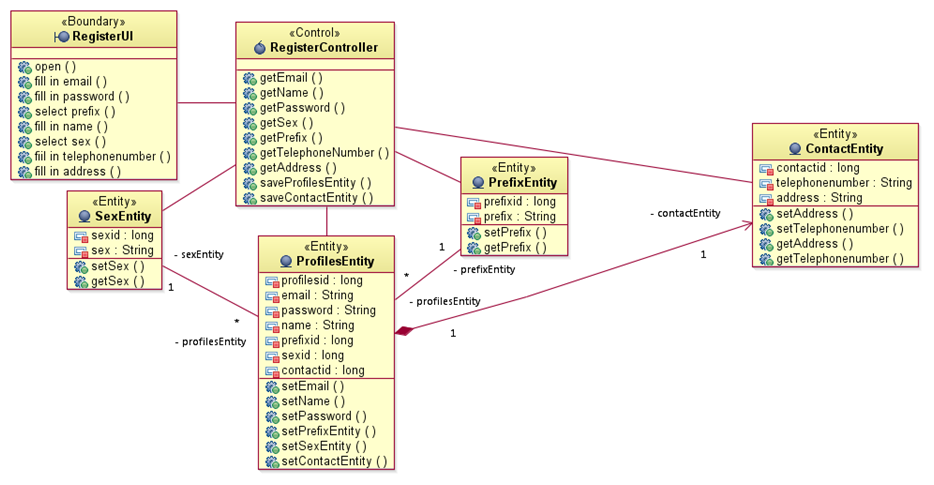 «Boundary»
RegisterUI
open ( )
fill in email ( )
fill in password ( )
select prefix ( )
fill in name ( )
select sex ( )
fill in telephonenumber ( )
fill in address ( )
«Control»
RegisterController
getEmail ( )
getName ( )
getPassword ( )
getSex ( )
getPrefix ( )
getTelephoneNumber ( )
getAddress ( )
saveProfilesEntity ( )
saveContactEntity ( )
«Entity»
ContactEntity
contactid : long
telephonenumber : String
address : String
setAddress ( )
setTelephonenumber ( )
getAddress ( )
getTelephonenumber ( )
«Entity»
PrefixEntity
prefixid : long
prefix : String
setPrefix ( )
getPrefix ( )
«Entity»
SexEntity
sexid : long
sex : String
setSex ( )
getSex ( )
«Entity»
ProfilesEntity
profilesid : long
email : String
password : String
name : String
prefixid : long
sexid : long
contactid : long
setEmail ( )
setName ( )
setPassword ( )
setPrefixEntity ( )
setSexEntity ( )
setContactEntity ( )
- sexEntity
1
*
- profilesEntity
1
- prefixEntity
*
- profilesEntity
1
- contactEntity
1